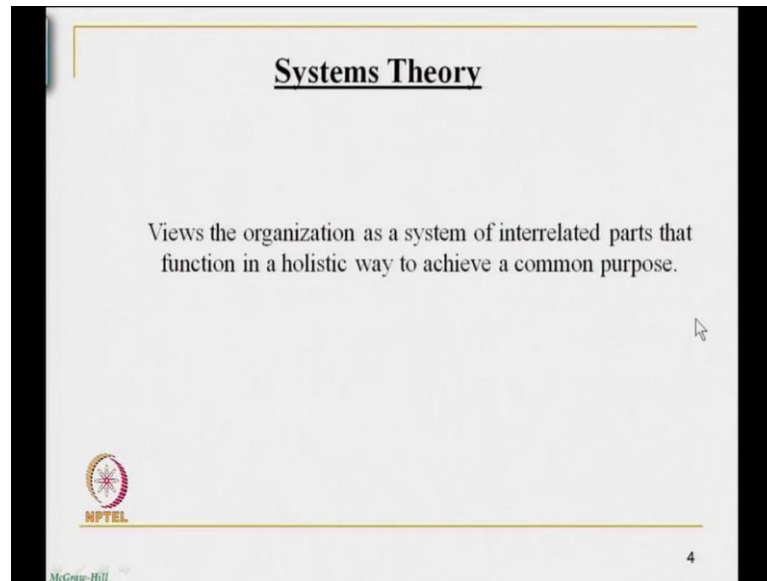 Systems Theory
Views the organization as a system of interrelated parts that
function in a holistic way to achieve a common purpose.
NPTEL
4
McGraw-Hill